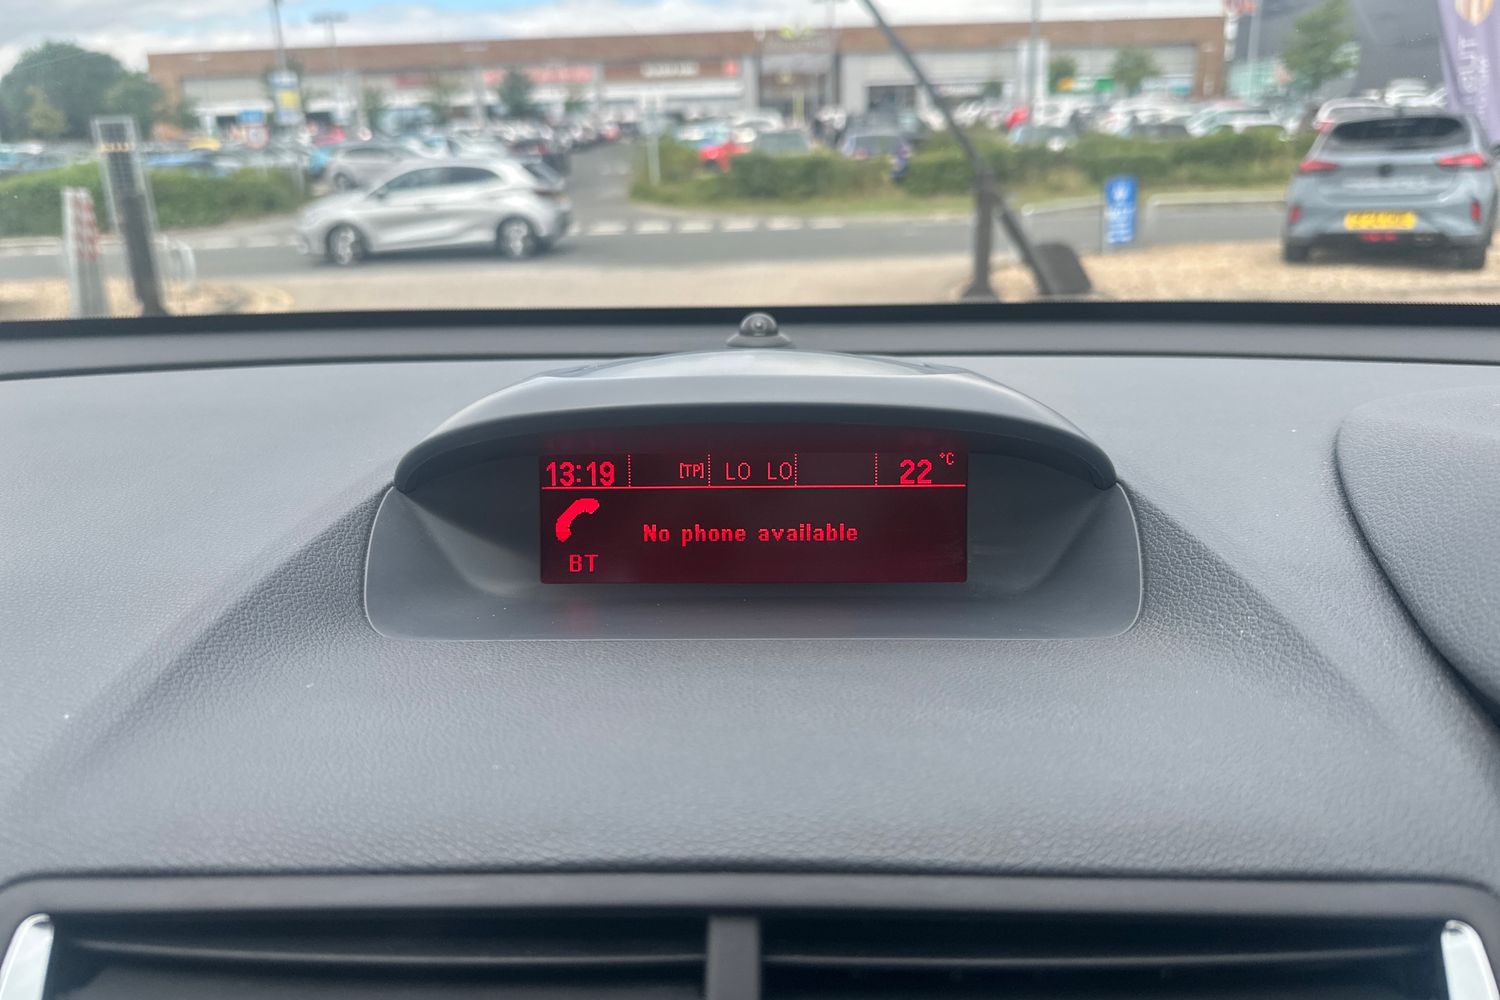 13:19 [TP] LO LO 22 °C
No phone available
BT